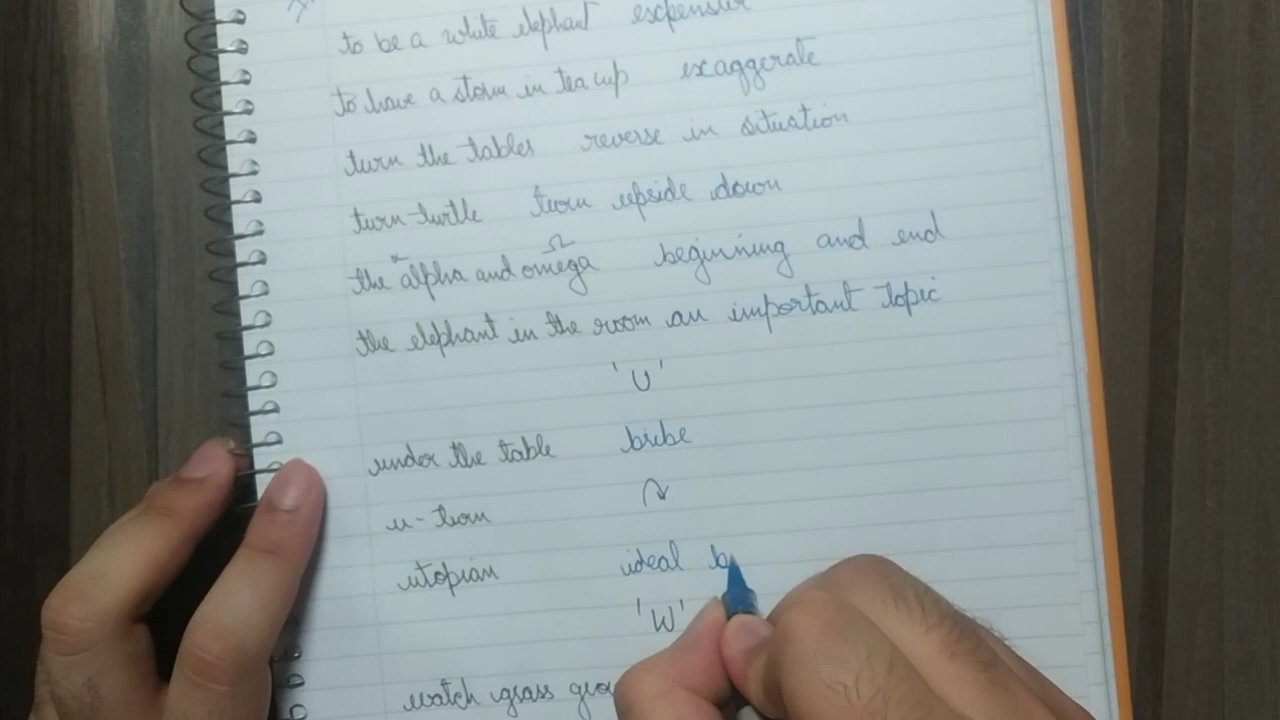 to be a white elephant
to have a storm in tea cup exaggerate
turn the tables reverse in situation
turn-turtle turn upside down
α Ω
the alpha and omega beginning and end
the elephant in the room an important topic
'U'
under the table bribe
u-turn
utopian ideal
'W'
watch grass